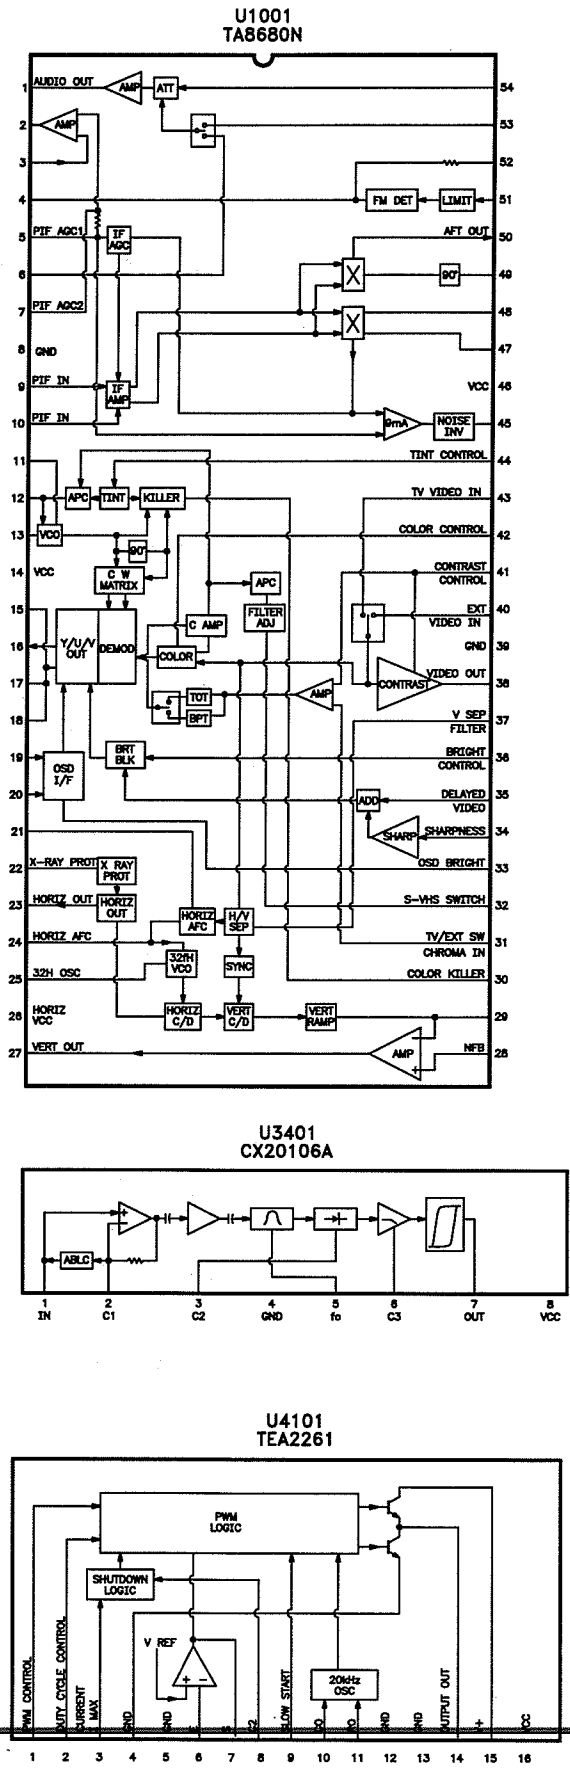 U1001
TA8680N
1 AUDIO OUT AMP ATT 54
2 AMP 53
3 52
4 FM DET LIMIT 51
5 PIF AGC1 IF AGC AFT OUT 50
6 X 90° 49
7 PIF AGC2 X 48
8 GND 47
9 PIF IN IF AMP VCC 46
10 PIF IN 9mA NOISE INV 45
11 TINT CONTROL 44
12 APC TINT KILLER TV VIDEO IN 43
13 VCO 90° COLOR CONTROL 42
14 VCC C W MATRIX APC CONTRAST CONTROL 41
15 C AMP FILTER ADJ EXT VIDEO IN 40
16 Y/U/V OUT DEMOD COLOR GND 39
17 TOT AMP CONTRAST VIDEO OUT 38
18 BPT V SEP FILTER 37
19 OSD I/F BRT BLK BRIGHT CONTROL 36
20 ADD DELAYED VIDEO 35
21 SHARP SHARPNESS 34
22 X-RAY PROT X RAY PROT OSD BRIGHT 33
23 HORIZ OUT HORIZ OUT HORIZ AFC H/V SEP S-VHS SWITCH 32
24 HORIZ AFC TV/EXT SW CHROMA IN 31
25 32H OSC 32fH VCO SYNC COLOR KILLER 30
26 HORIZ VCC HORIZ C/D VERT C/D VERT RAMP 29
27 VERT OUT AMP NFB 28
U3401
CX20106A
ABLC
1 2 3 4 5 6 7 8
IN C1 C2 GND fo C3 OUT VCC
U4101
TEA2261
PWM
LOGIC
SHUTDOWN
LOGIC
V REF
20kHz
OSC
PWM CONTROL
DUTY CYCLE CONTROL
CURRENT
MAX
GND
GND
SLOW START
CO
RO
GND
GND
OUTPUT OUT
V+
VCC
1 2 3 4 5 6 7 8 9 10 11 12 13 14 15 16